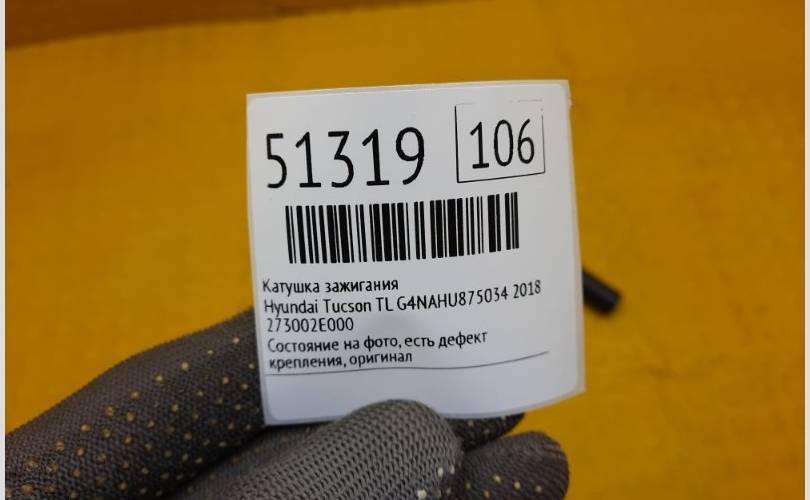 51319 106
Катушка зажигания
Hyundai Tucson TL G4NAHU875034 2018
273002E000
Состояние на фото, есть дефект
крепления, оригинал